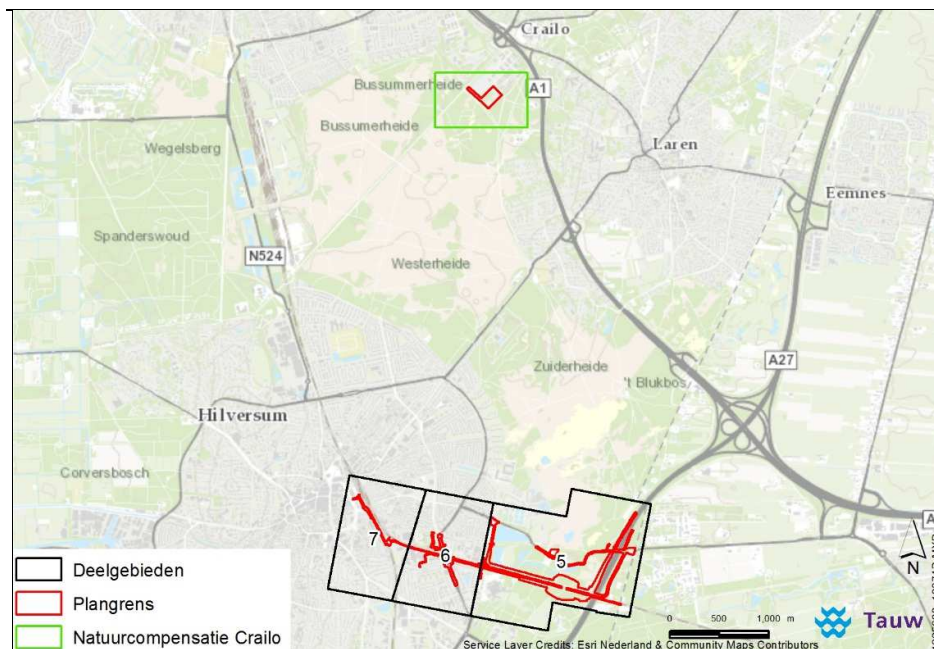 Crailo
Bussummerheide
A1
Bussumerheide
Wegelsberg
Laren
Eemnes
Spanderswoud
N524
Westerheide
Zuiderheide
't Blukbos
A27
Hilversum
Corversbosch
7
6
5
A
N
Deelgebieden
Plangrens
Natuurcompensatie Crailo
0 500 1,000 m
Tauw
Service Layer Credits: Esri Nederland & Community Maps Contributors